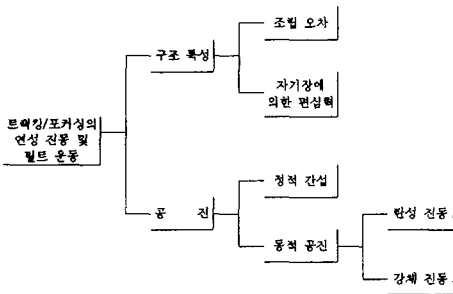 조립 오차
구조 특성
자기장에
의한 편심력
트랙킹/포커싱의
연성 진동 및
틸트 운동
정적 간섭
공 진
탄성 진동
동적 공진
강체 진동